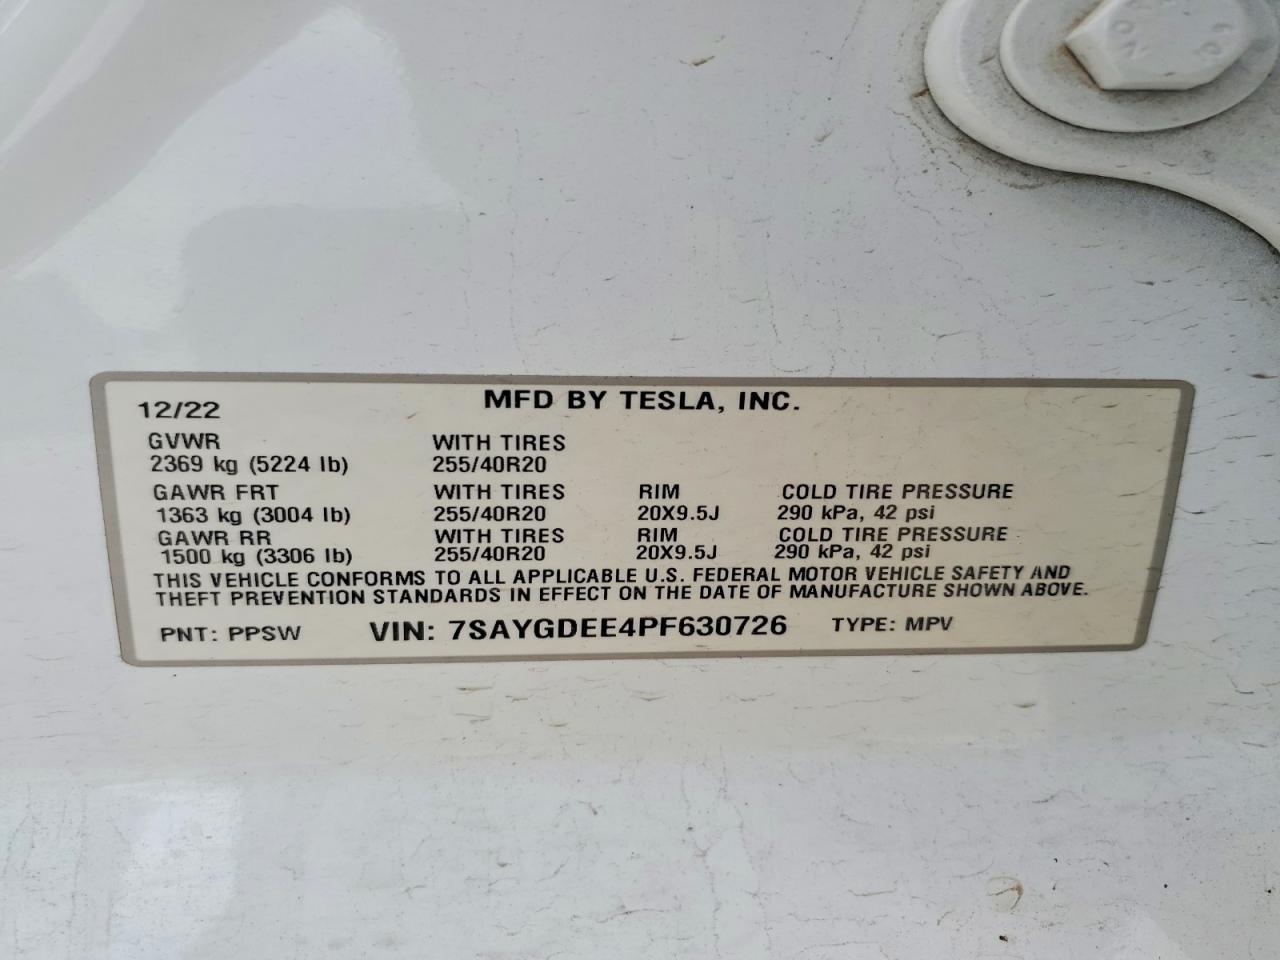 12/22 MFD BY TESLA, INC.
GVWR WITH TIRES
2369 kg (5224 lb) 255/40R20
GAWR FRT WITH TIRES RIM COLD TIRE PRESSURE
1363 kg (3004 lb) 255/40R20 20X9.5J 290 kPa, 42 psi
GAWR RR WITH TIRES RIM COLD TIRE PRESSURE
1500 kg (3306 lb) 255/40R20 20X9.5J 290 kPa, 42 psi
THIS VEHICLE CONFORMS TO ALL APPLICABLE U.S. FEDERAL MOTOR VEHICLE SAFETY AND
THEFT PREVENTION STANDARDS IN EFFECT ON THE DATE OF MANUFACTURE SHOWN ABOVE.
PNT: PPSW VIN: 7SAYGDEE4PF630726 TYPE: MPV